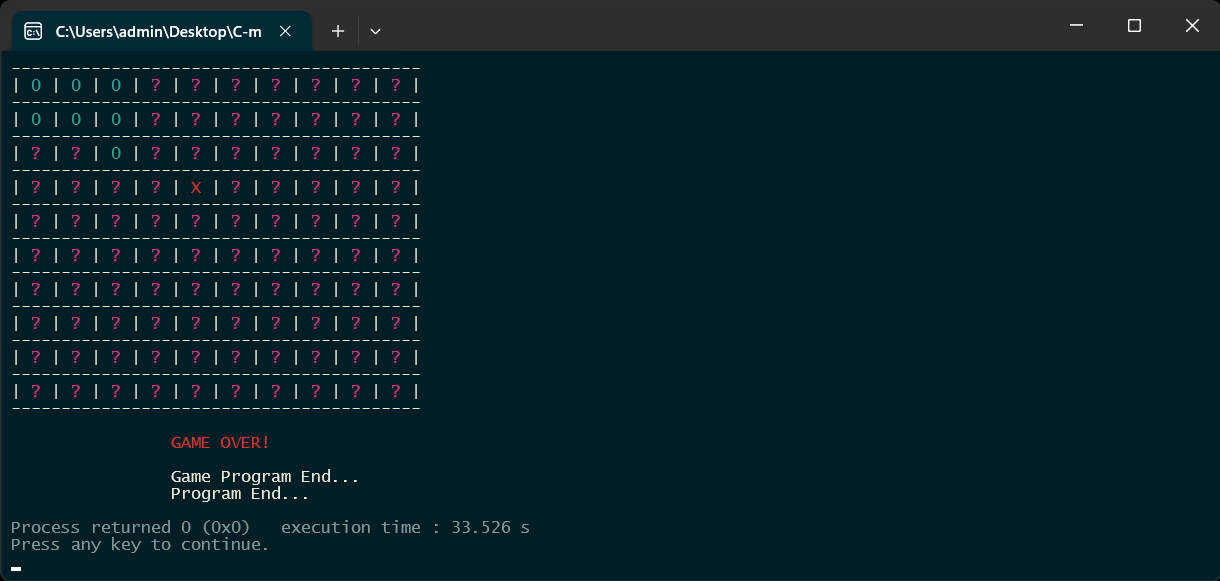 C:\Users\admin\Desktop\C-m
-----------------------------------------
| 0 | 0 | 0 | ? | ? | ? | ? | ? | ? | ? |
-----------------------------------------
| 0 | 0 | 0 | ? | ? | ? | ? | ? | ? | ? |
-----------------------------------------
| ? | ? | 0 | ? | ? | ? | ? | ? | ? | ? |
-----------------------------------------
| ? | ? | ? | ? | X | ? | ? | ? | ? | ? |
-----------------------------------------
| ? | ? | ? | ? | ? | ? | ? | ? | ? | ? |
-----------------------------------------
| ? | ? | ? | ? | ? | ? | ? | ? | ? | ? |
-----------------------------------------
| ? | ? | ? | ? | ? | ? | ? | ? | ? | ? |
-----------------------------------------
| ? | ? | ? | ? | ? | ? | ? | ? | ? | ? |
-----------------------------------------
| ? | ? | ? | ? | ? | ? | ? | ? | ? | ? |
-----------------------------------------
| ? | ? | ? | ? | ? | ? | ? | ? | ? | ? |
-----------------------------------------
GAME OVER!
Game Program End...
Program End...
Process returned 0 (0x0)   execution time : 33.526 s
Press any key to continue.